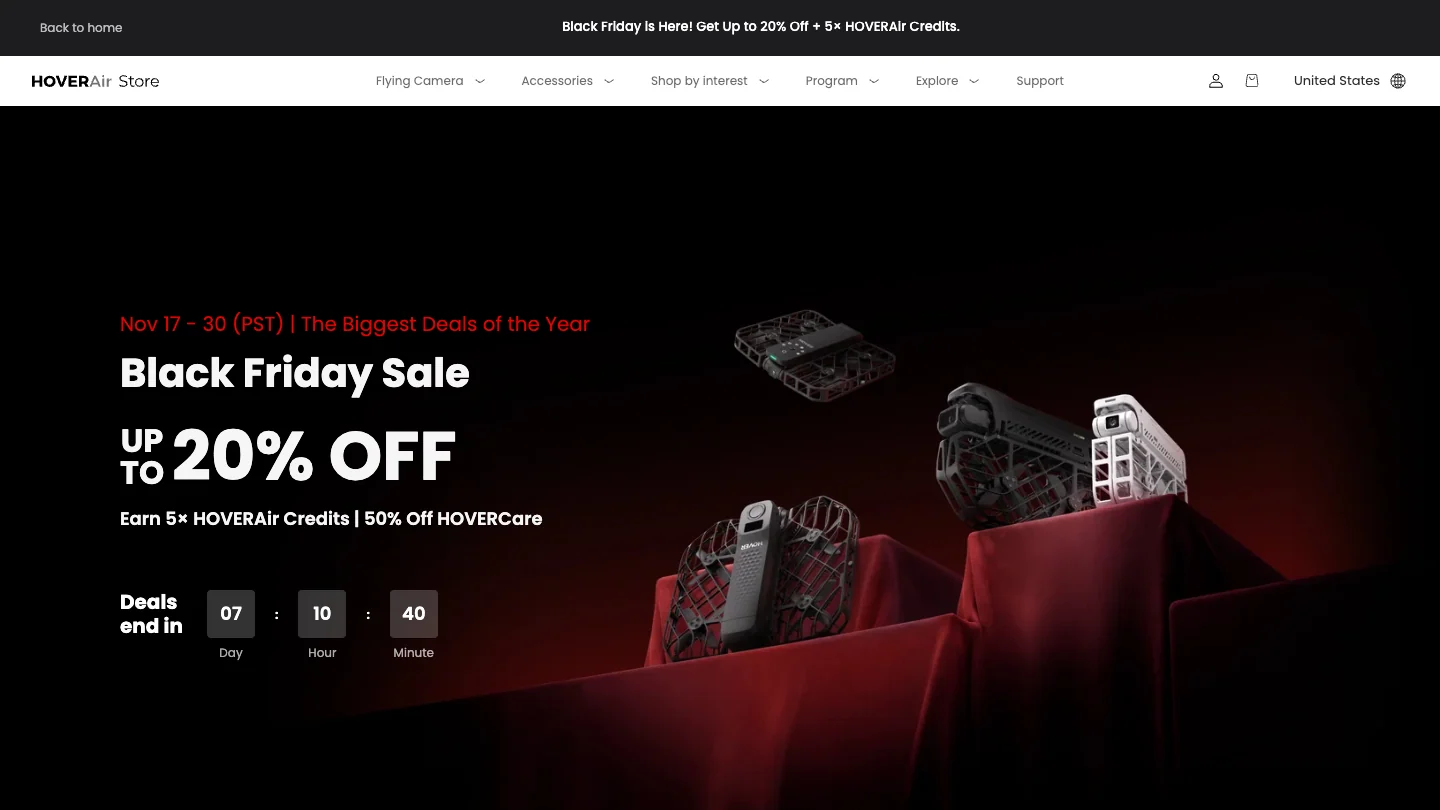 Back to home
Black Friday is Here! Get Up to 20% Off + 5× HOVERAir Credits.
HOVERAir Store
Flying Camera
Accessories
Shop by interest
Program
Explore
Support
United States
Nov 17 - 30 (PST) | The Biggest Deals of the Year
Black Friday Sale
UP TO 20% OFF
Earn 5× HOVERAir Credits | 50% Off HOVERCare
Deals end in
07 : 10 : 40
Day Hour Minute
HOVER